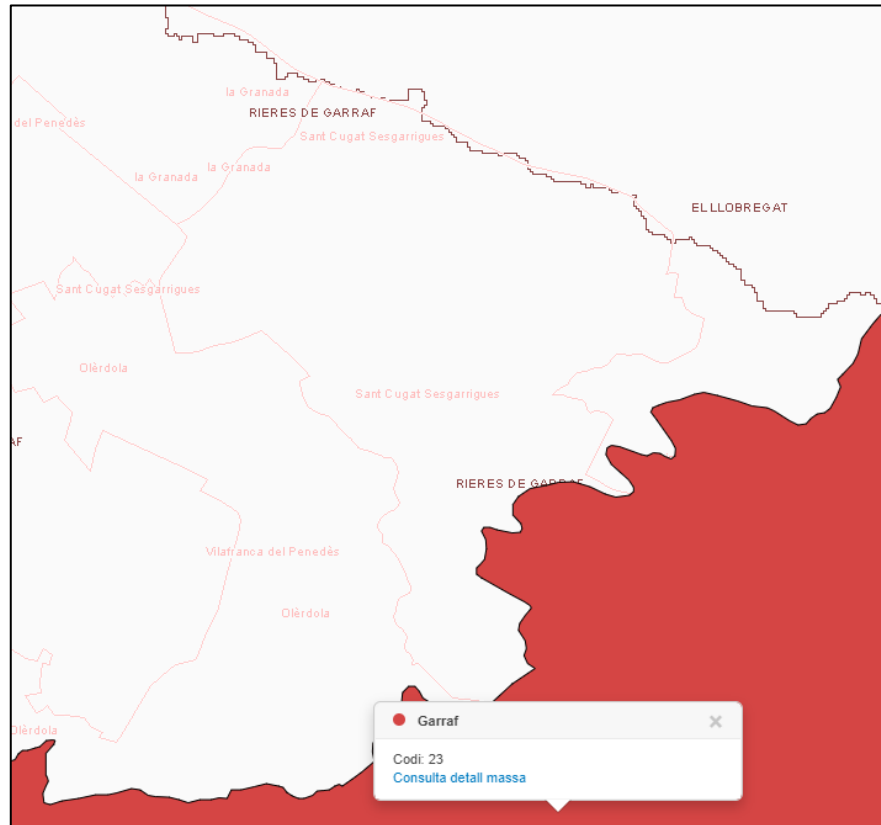 la Granada
RIERES DE GARRAF
del Penedès
Sant Cugat Sesgarrigues
la Granada
la Granada
EL LLOBREGAT
Sant Cugat Sesgarrigues
Olèrdola
Sant Cugat Sesgarrigues
AF
RIERES DE GARRAF
Vilafranca del Penedès
Olèrdola
Olèrdola
Garraf
Codi: 23
Consulta detall massa